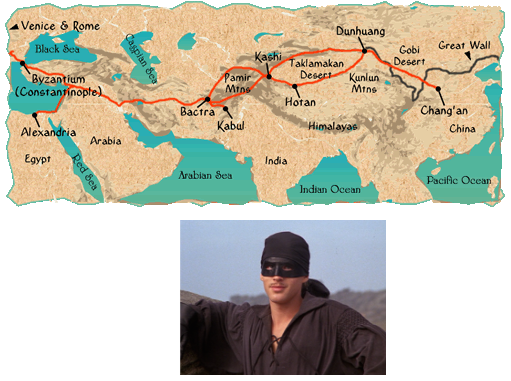 Venice & Rome
Black Sea
Caspian Sea
Byzantium
(Constantinople)
Alexandria
Egypt
Red Sea
Arabia
Bactra
Kabul
Pamir
Mtns
Kashi
Taklamakan
Desert
Hotan
Kunlun
Mtns
Dunhuang
Gobi
Desert
Great Wall
Chang'an
China
Himalayas
India
Arabian Sea
Indian Ocean
Pacific Ocean